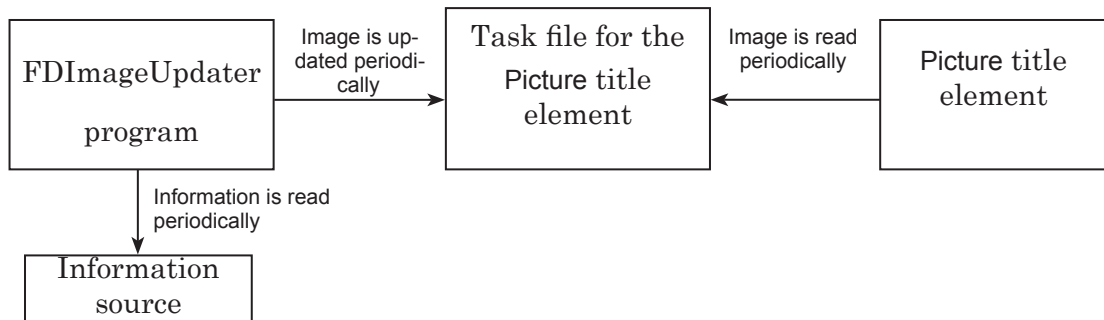 FDImageUpdater
program
Image is up-
dated periodi-
cally
Task file for the
Picture title
element
Image is read
periodically
Picture title
element
Information is read
periodically
Information
source